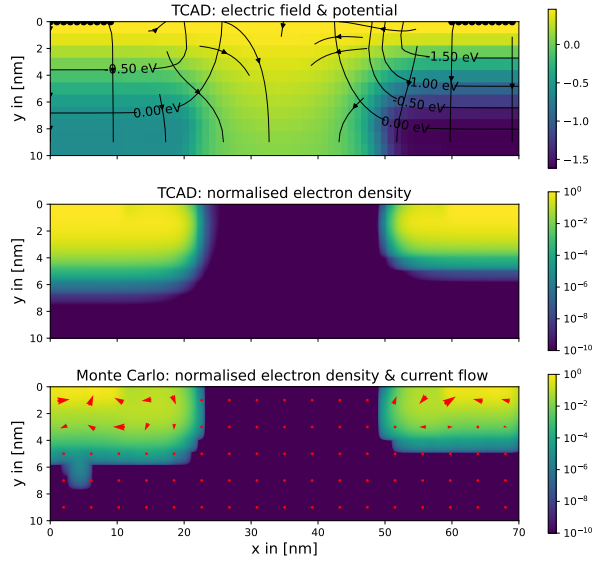 TCAD: electric field & potential
0
2
4
6
8
10
y in [nm]
-0.50 eV
0.00 eV
-1.50 eV
-1.00 eV
-0.50 eV
0.00 eV
0.0
−0.5
−1.0
−1.5
TCAD: normalised electron density
0
2
4
6
8
10
y in [nm]
10⁰
10⁻²
10⁻⁴
10⁻⁶
10⁻⁸
10⁻¹⁰
Monte Carlo: normalised electron density & current flow
0
2
4
6
8
10
y in [nm]
0 10 20 30 40 50 60 70
x in [nm]
10⁰
10⁻²
10⁻⁴
10⁻⁶
10⁻⁸
10⁻¹⁰